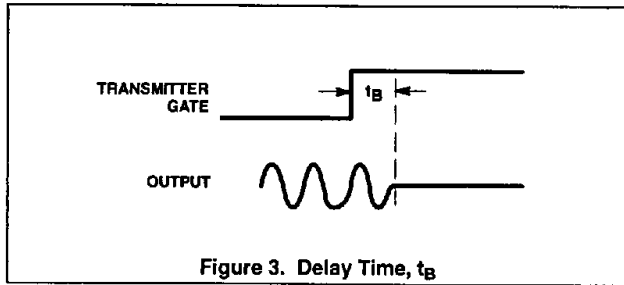 TRANSMITTER
GATE
tB
OUTPUT
Figure 3. Delay Time, tB